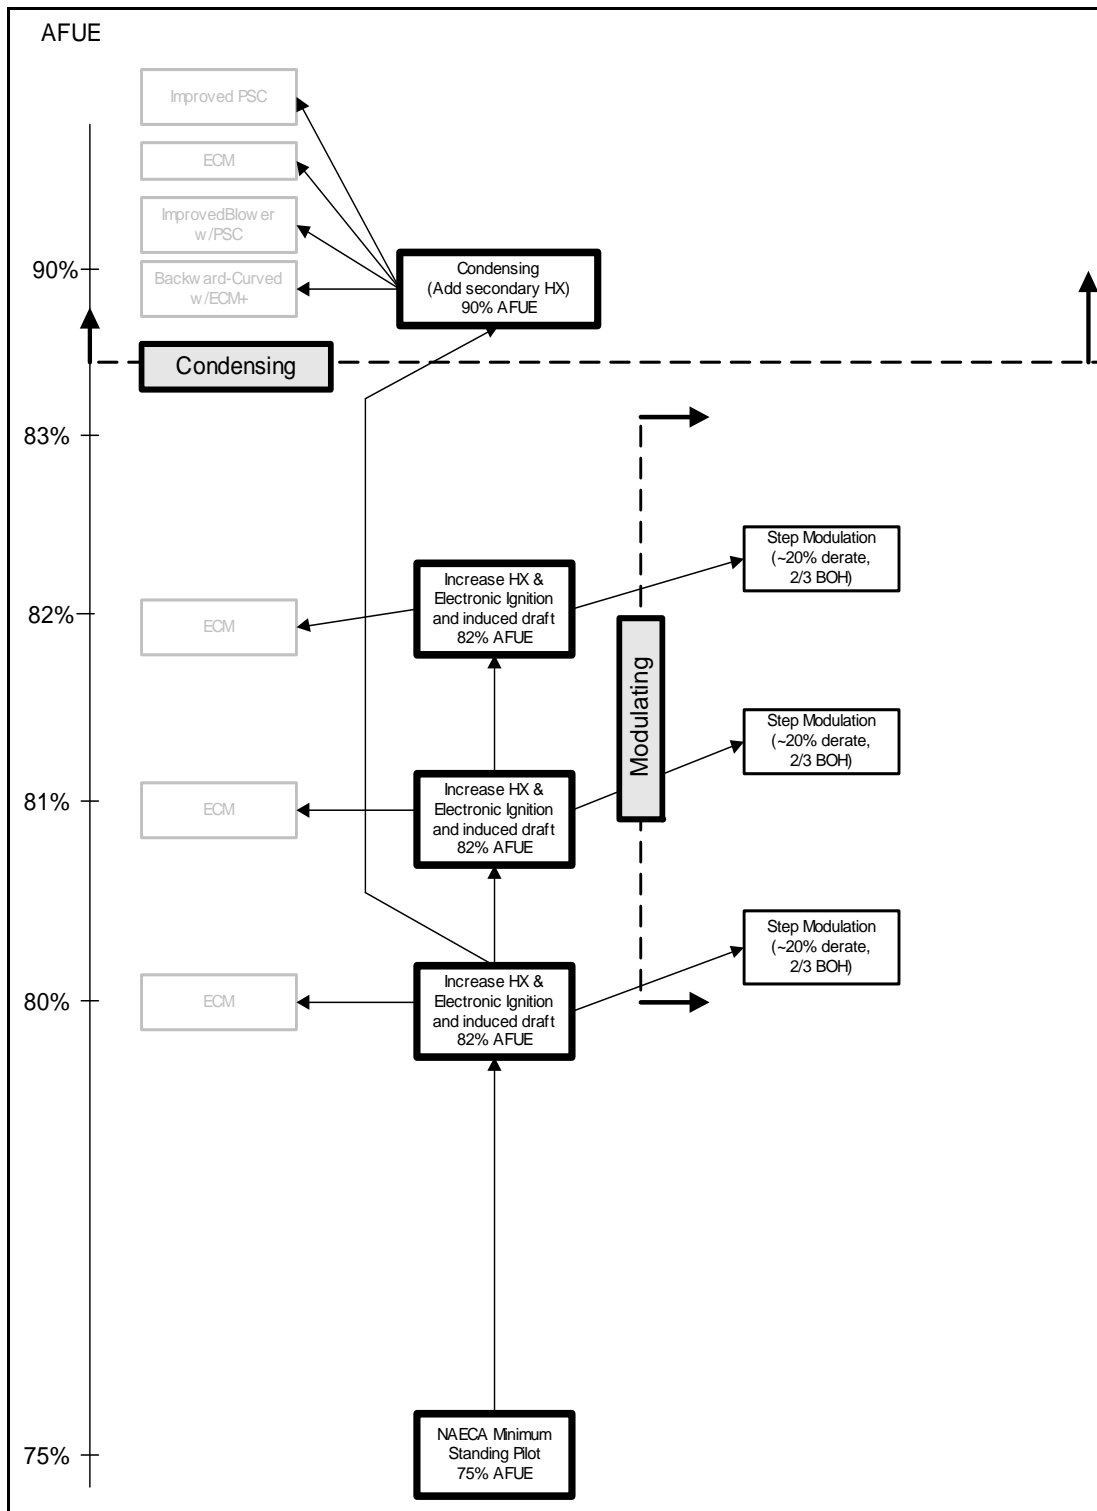 AFUE
Improved PSC
ECM
ImprovedBlower
w/PSC
90%
Backward-Curved
w/ECM+
Condensing
(Add secondary HX)
90% AFUE
Condensing
83%
Step Modulation
(~20% derate,
2/3 BOH)
82%
ECM
Increase HX &
Electronic Ignition
and induced draft
82% AFUE
Modulating
Step Modulation
(~20% derate,
2/3 BOH)
81%
ECM
Increase HX &
Electronic Ignition
and induced draft
82% AFUE
Step Modulation
(~20% derate,
2/3 BOH)
80%
ECM
Increase HX &
Electronic Ignition
and induced draft
82% AFUE
75%
NAECA Minimum
Standing Pilot
75% AFUE